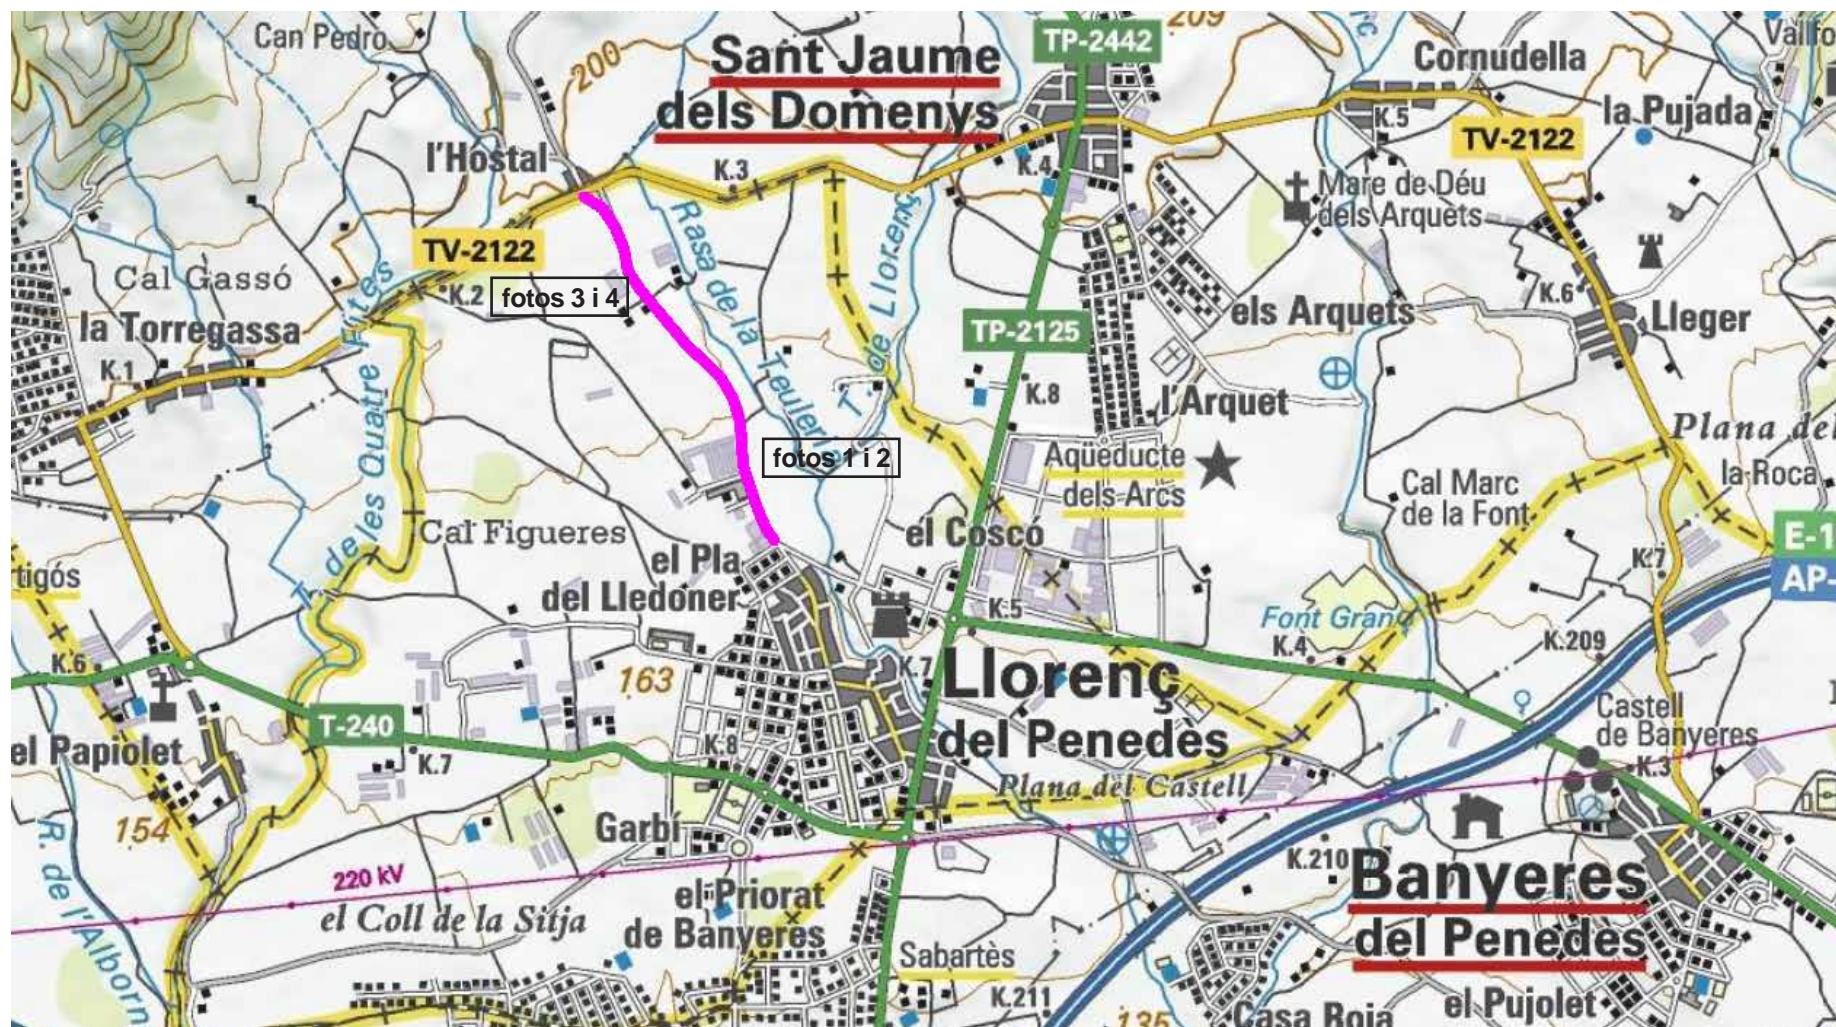 Can Pedro
200
Sant Jaume
dels Domenys
TP-2442
209
Cornudella
K.5
la Pujada
TV-2122
l'Hostal
K.3
K.4
Mare de Déu
dels Arquets
TV-2122
K.2
fotos 3 i 4
Cal Gassó
la Torregassa
K.1
Rasa de la Teuleria
T. de Llorenç
T. de les Quatre Fites
TP-2125
K.8
els Arquets
K.6
Lleger
l'Arquet
Plana del
la Roca
fotos 1 i 2
Aqüeducte
dels Arcs
Cal Marc
de la Font
Cal Figueres
el Coscó
el Pla
del Lledoner
E-1
AP-
K.7
tigós
K.6
K.5
Font Gran
K.4
K.209
163
K.7
Llorenç
del Penedès
T-240
K.7
K.8
el Papiolet
Castell
de Banyeres
K.3
Plana del Castell
154
Garbí
R. de l'Alborn
220 kV
K.210
Banyeres
del Penedès
el Priorat
de Banyeres
el Coll de la Sitja
Sabartès
K.211
135
Casa Roja
el Pujolet